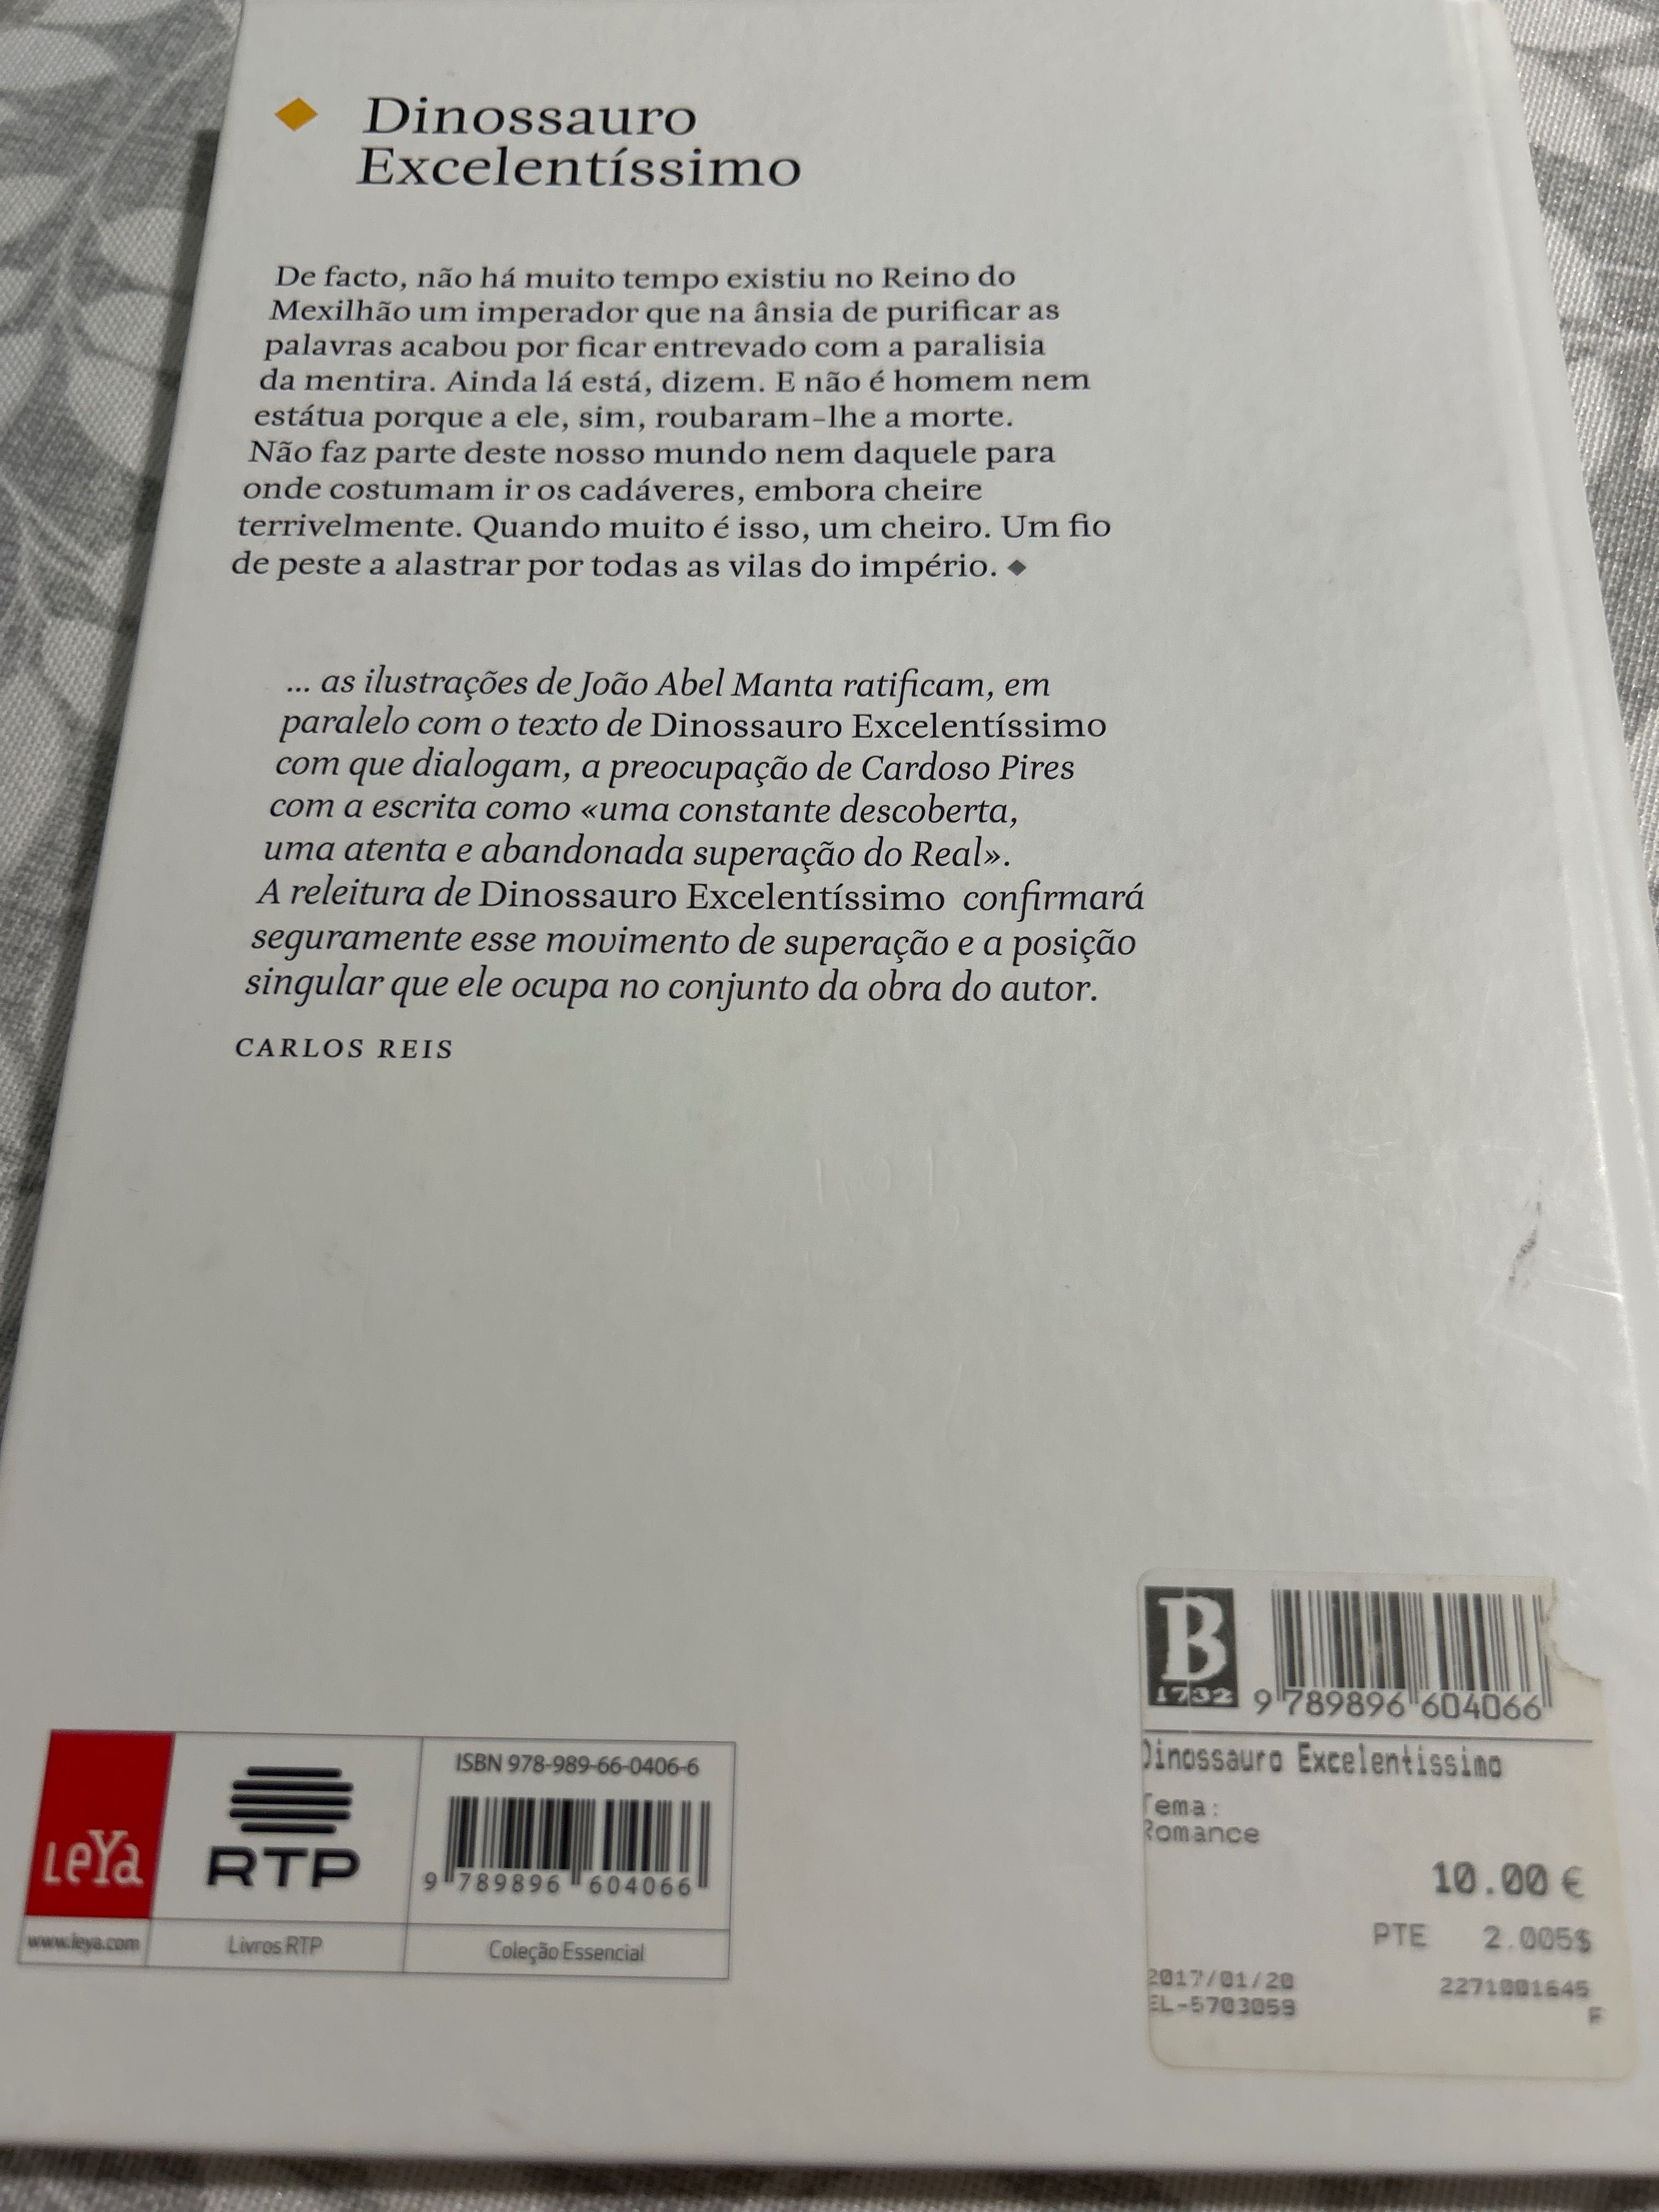 Dinossauro
Excelentíssimo
De facto, não há muito tempo existiu no Reino do
Mexilhão um imperador que na ânsia de purificar as
palavras acabou por ficar entrevado com a paralisia
da mentira. Ainda lá está, dizem. E não é homem nem
estátua porque a ele, sim, roubaram-lhe a morte.
Não faz parte deste nosso mundo nem daquele para
onde costumam ir os cadáveres, embora cheire
terrivelmente. Quando muito é isso, um cheiro. Um fio
de peste a alastrar por todas as vilas do império.
... as ilustrações de João Abel Manta ratificam, em
paralelo com o texto de Dinossauro Excelentíssimo
com que dialogam, a preocupação de Cardoso Pires
com a escrita como «uma constante descoberta,
uma atenta e abandonada superação do Real».
A releitura de Dinossauro Excelentíssimo confirmará
seguramente esse movimento de superação e a posição
singular que ele ocupa no conjunto da obra do autor.
CARLOS REIS
LeYa
www.leya.com
RTP
Livros RTP
ISBN 978-989-66-0406-6
9 789896 604066
Coleção Essencial
B
1732
9 789896 604066
Dinossauro Excelentissimo
Tema:
Romance
10.00 €
PTE 2.005$
2017/01/20 2271001645
EL-5703059 F